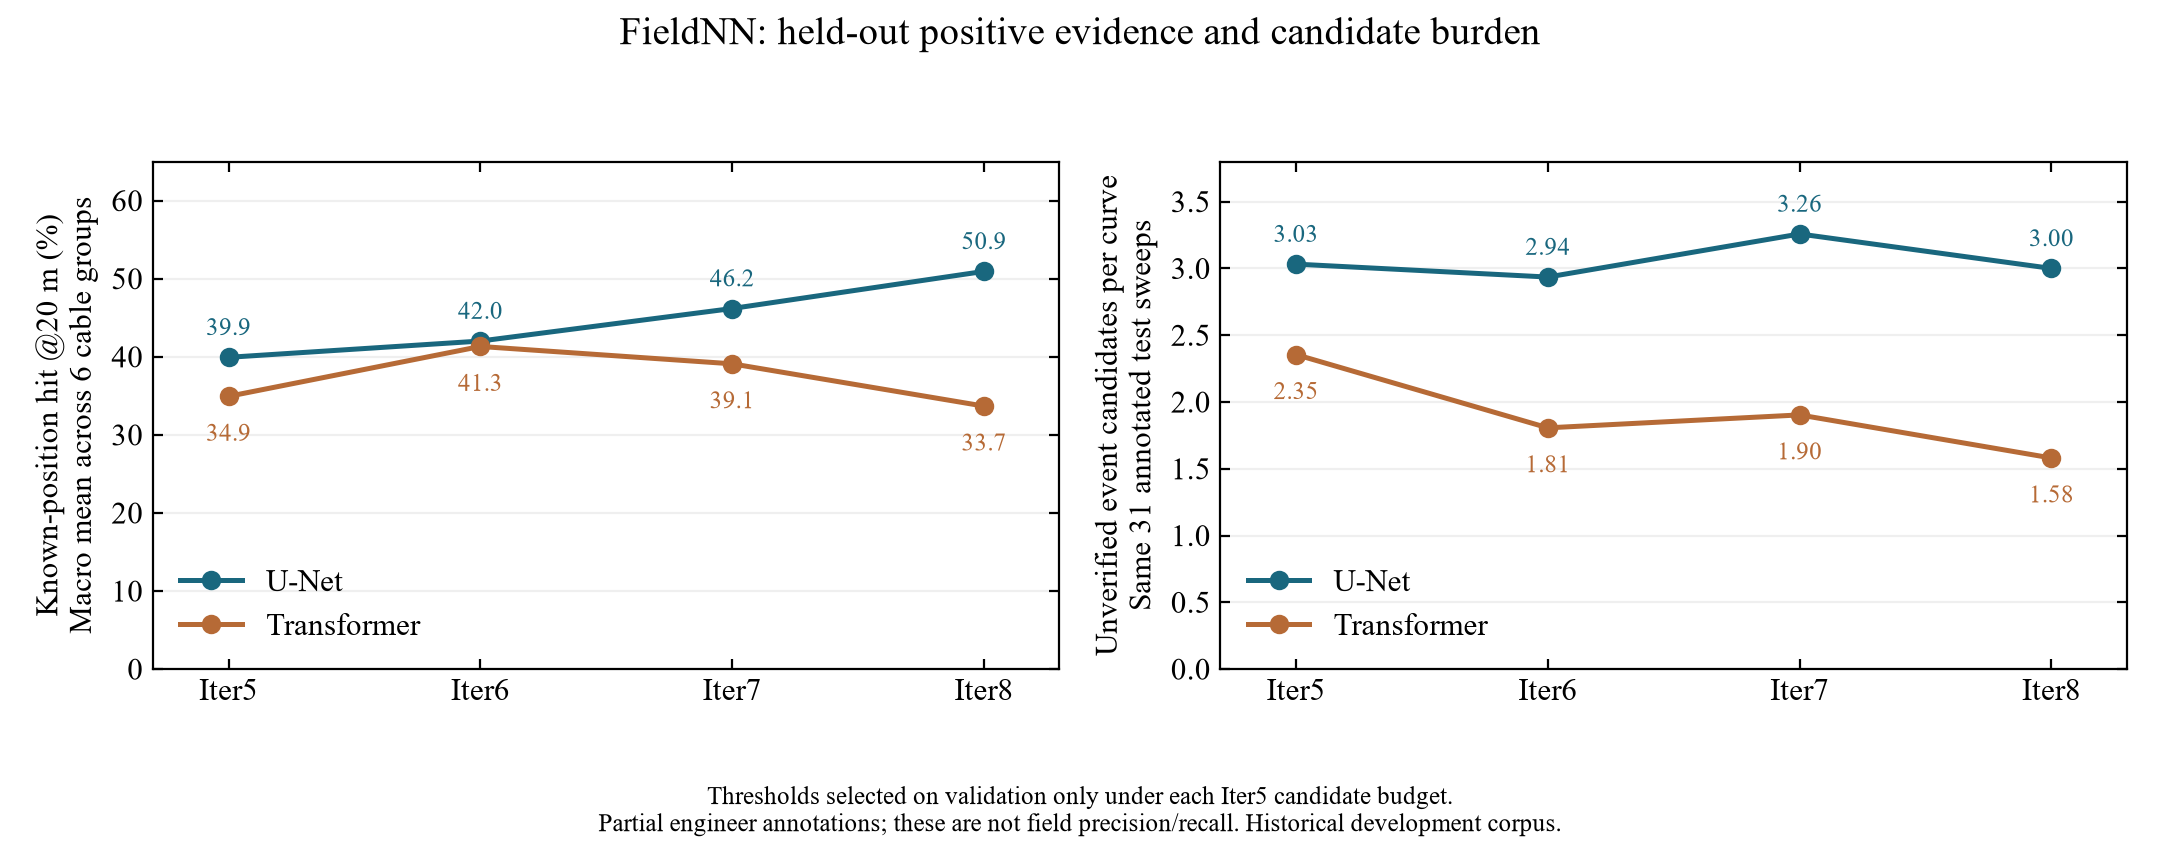 FieldNN: held-out positive evidence and candidate burden
Known-position hit @20 m (%)
Macro mean across 6 cable groups
60
50
40
30
20
10
0
39.9
42.0
46.2
50.9
34.9
41.3
39.1
33.7
U-Net
Transformer
Iter5
Iter6
Iter7
Iter8
Unverified event candidates per curve
Same 31 annotated test sweeps
3.5
3.0
2.5
2.0
1.5
1.0
0.5
0.0
3.03
2.94
3.26
3.00
2.35
1.81
1.90
1.58
U-Net
Transformer
Iter5
Iter6
Iter7
Iter8
Thresholds selected on validation only under each Iter5 candidate budget.
Partial engineer annotations; these are not field precision/recall. Historical development corpus.